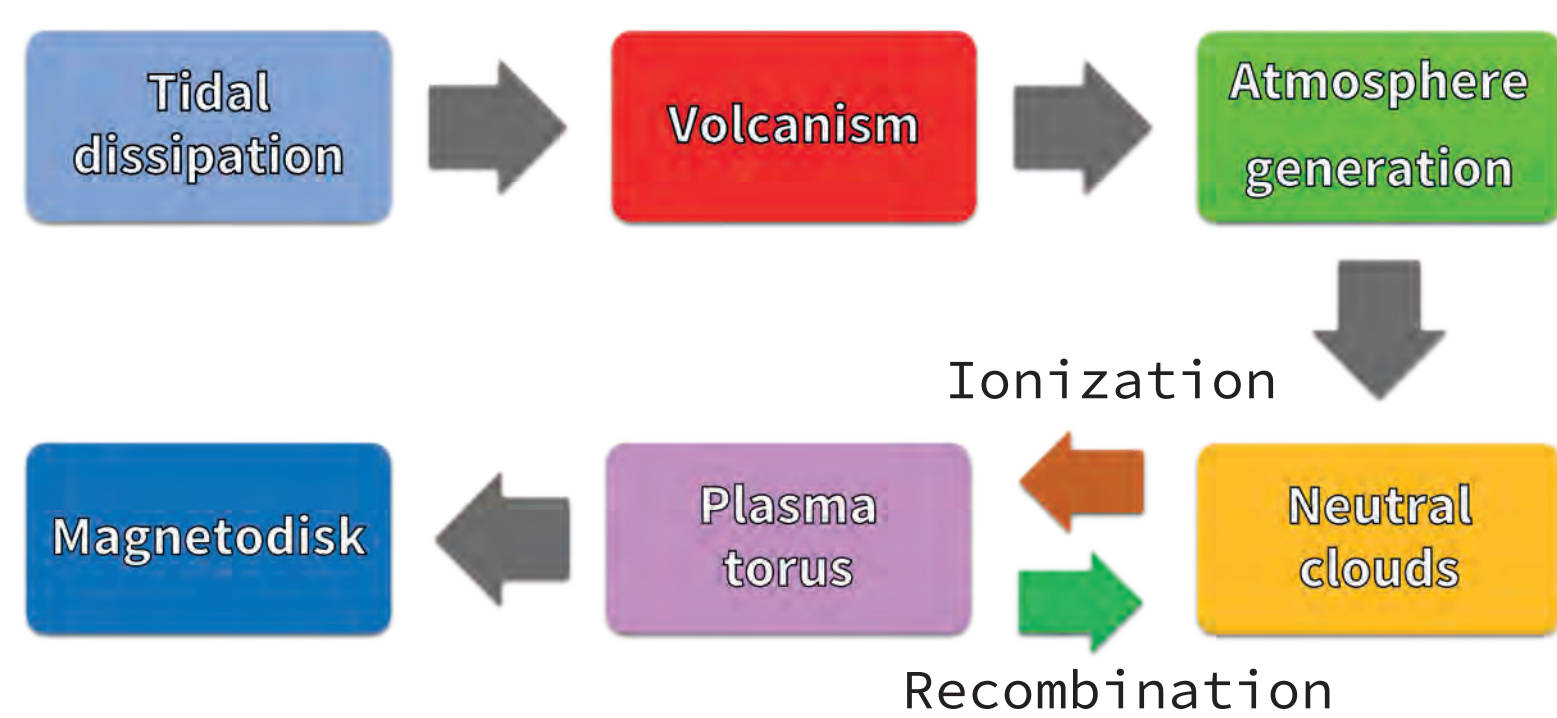 Tidal
dissipation
Volcanism
Atmosphere
generation
Ionization
Magnetodisk
Plasma
torus
Neutral
clouds
Recombination